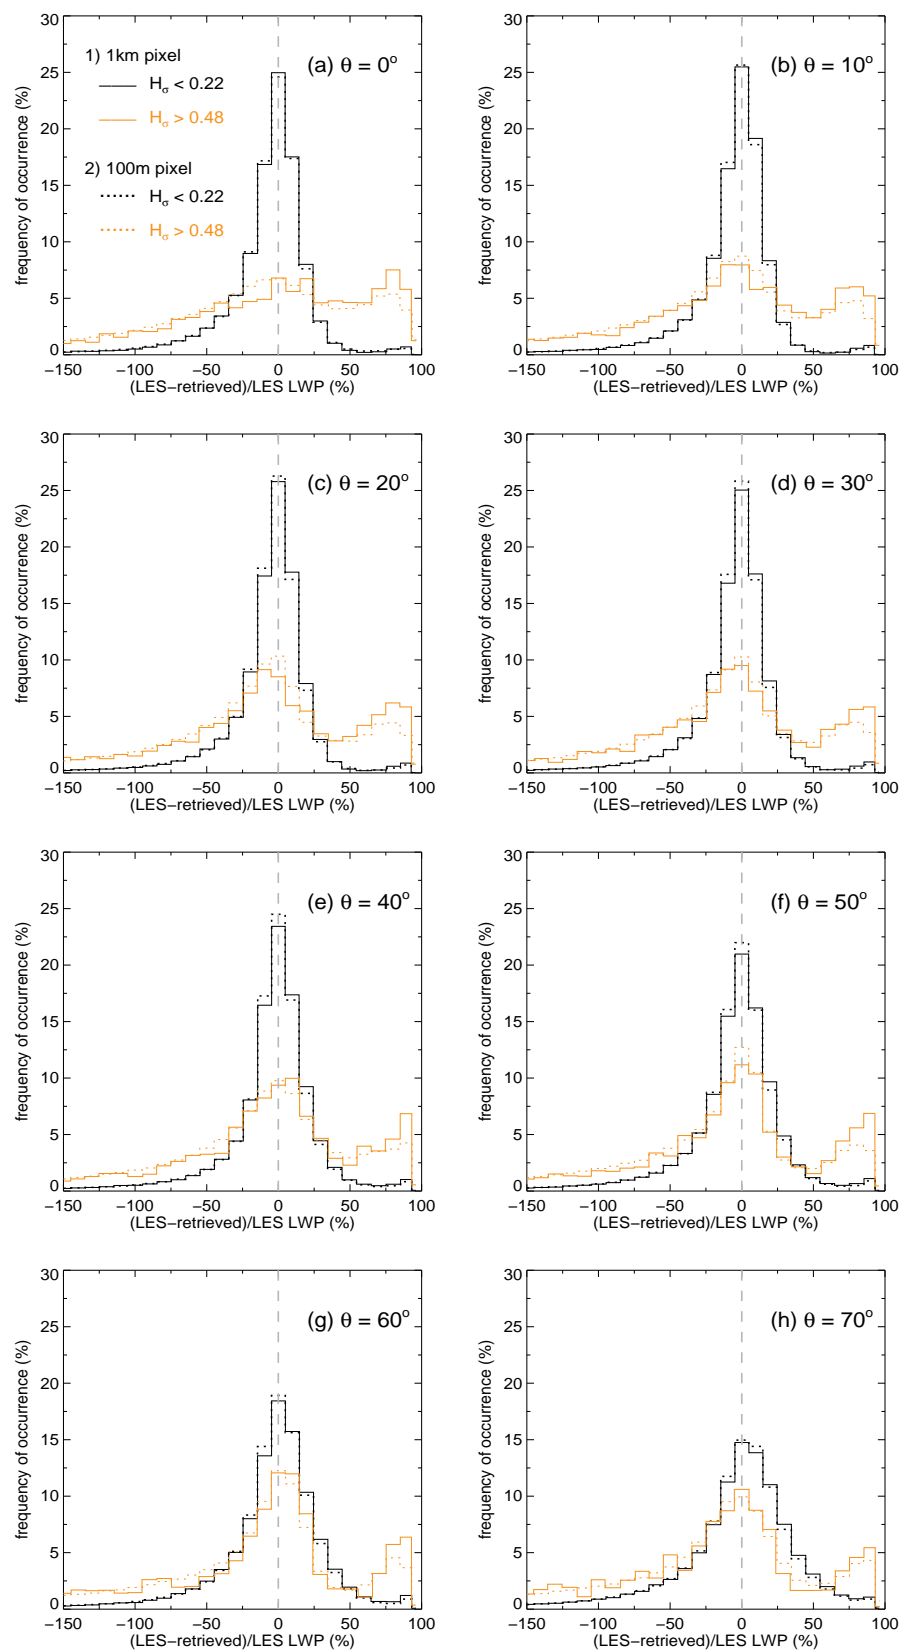 30
25
20
15
10
5
0
frequency of occurrence (%)
1) 1km pixel
Hσ < 0.22
Hσ > 0.48
2) 100m pixel
Hσ < 0.22
Hσ > 0.48
(a) θ = 0°
−150 −100 −50 0 50 100
(LES−retrieved)/LES LWP (%)
30
25
20
15
10
5
0
frequency of occurrence (%)
(b) θ = 10°
−150 −100 −50 0 50 100
(LES−retrieved)/LES LWP (%)
30
25
20
15
10
5
0
frequency of occurrence (%)
(c) θ = 20°
−150 −100 −50 0 50 100
(LES−retrieved)/LES LWP (%)
30
25
20
15
10
5
0
frequency of occurrence (%)
(d) θ = 30°
−150 −100 −50 0 50 100
(LES−retrieved)/LES LWP (%)
30
25
20
15
10
5
0
frequency of occurrence (%)
(e) θ = 40°
−150 −100 −50 0 50 100
(LES−retrieved)/LES LWP (%)
30
25
20
15
10
5
0
frequency of occurrence (%)
(f) θ = 50°
−150 −100 −50 0 50 100
(LES−retrieved)/LES LWP (%)
30
25
20
15
10
5
0
frequency of occurrence (%)
(g) θ = 60°
−150 −100 −50 0 50 100
(LES−retrieved)/LES LWP (%)
30
25
20
15
10
5
0
frequency of occurrence (%)
(h) θ = 70°
−150 −100 −50 0 50 100
(LES−retrieved)/LES LWP (%)